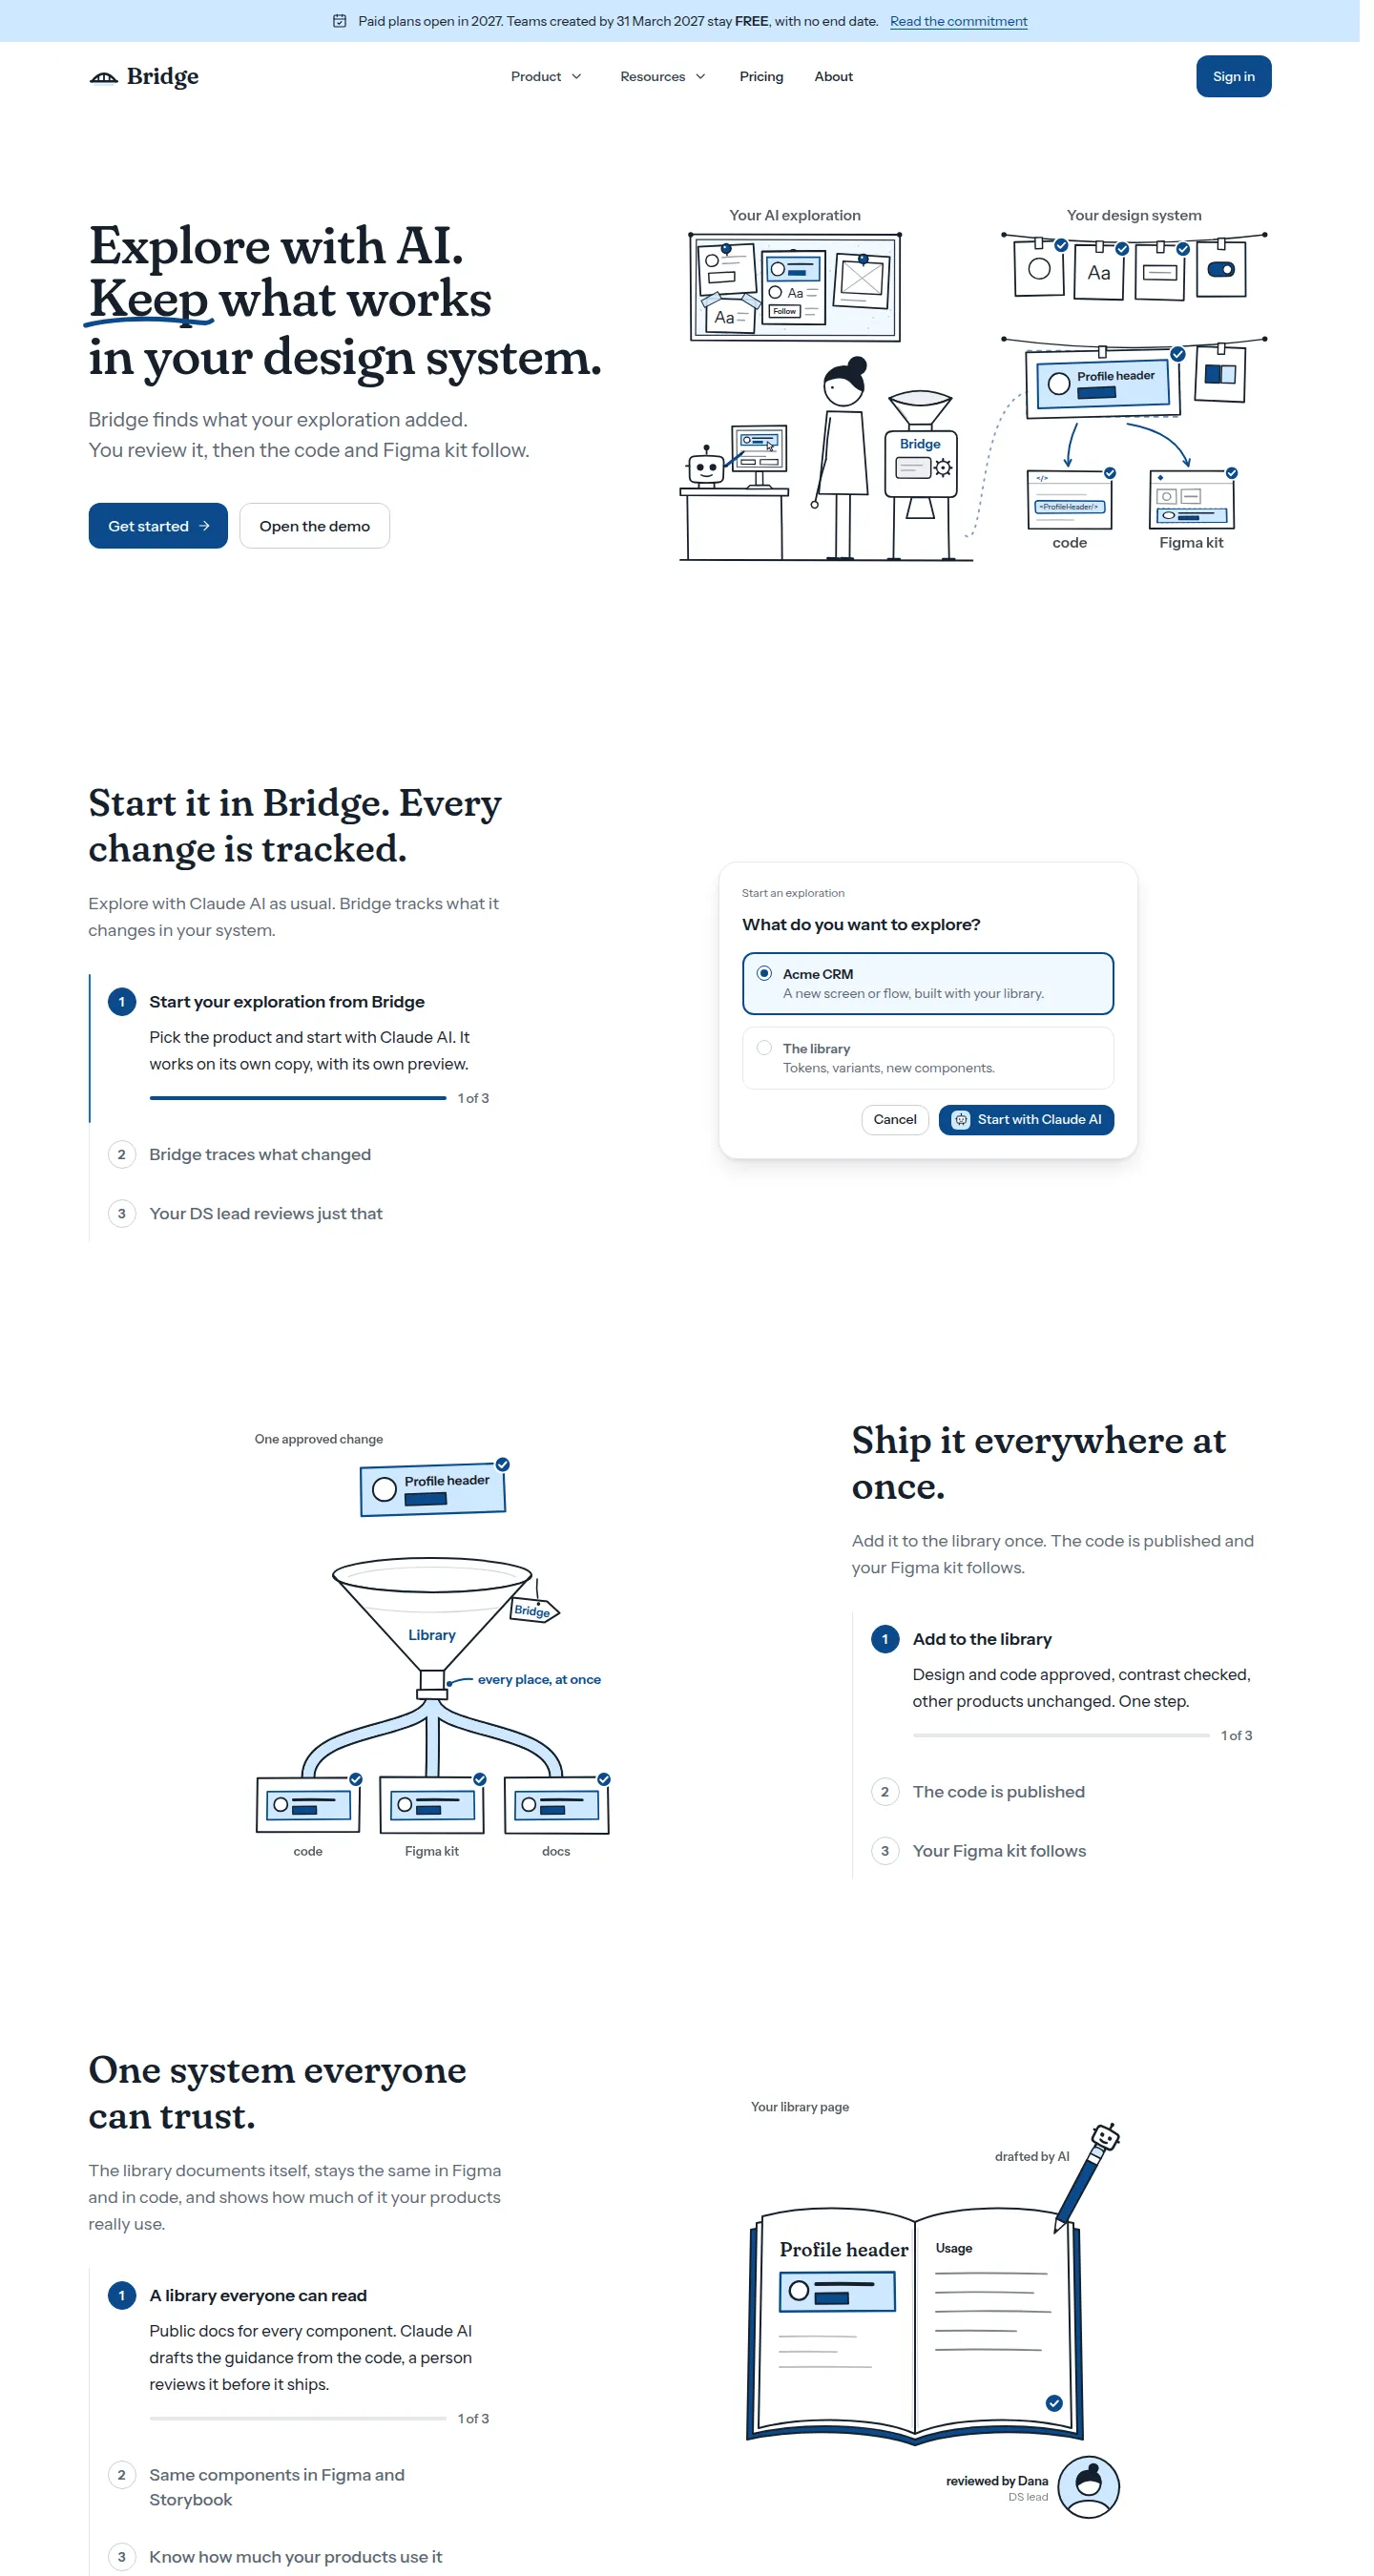 Paid plans open in 2027. Teams created by 31 March 2027 stay FREE, with no end date. Read the commitment
Bridge
Product
Resources
Pricing
About
Sign in
Explore with AI.
Keep what works
in your design system.
Bridge finds what your exploration added.
You review it, then the code and Figma kit follow.
Get started
Open the demo
Your AI exploration
Aa
Follow
Aa
Bridge
Your design system
Aa
Profile header
</>
<ProfileHeader/>
code
Figma kit
Start it in Bridge. Every
change is tracked.
Explore with Claude AI as usual. Bridge tracks what it
changes in your system.
1 Start your exploration from Bridge
Pick the product and start with Claude AI. It
works on its own copy, with its own preview.
1 of 3
2 Bridge traces what changed
3 Your DS lead reviews just that
Start an exploration
What do you want to explore?
Acme CRM
A new screen or flow, built with your library.
The library
Tokens, variants, new components.
Cancel
Start with Claude AI
One approved change
Profile header
Library
Bridge
every place, at once
code
Figma kit
docs
Ship it everywhere at
once.
Add it to the library once. The code is published and
your Figma kit follows.
1 Add to the library
Design and code approved, contrast checked,
other products unchanged. One step.
1 of 3
2 The code is published
3 Your Figma kit follows
One system everyone
can trust.
The library documents itself, stays the same in Figma
and in code, and shows how much of it your products
really use.
1 A library everyone can read
Public docs for every component. Claude AI
drafts the guidance from the code, a person
reviews it before it ships.
1 of 3
2 Same components in Figma and
Storybook
3 Know how much your products use it
Your library page
drafted by AI
Profile header
Usage
reviewed by Dana
DS lead